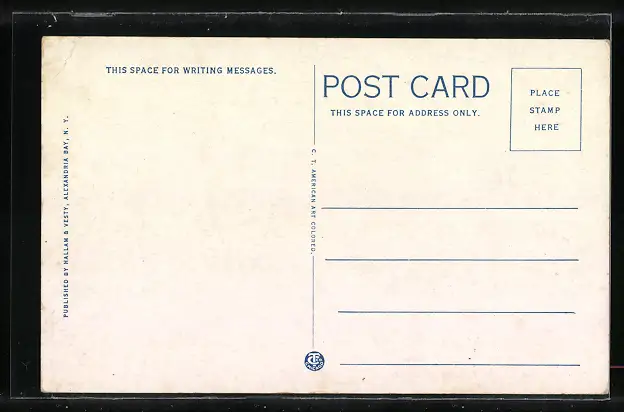 THIS SPACE FOR WRITING MESSAGES.
PUBLISHED BY HALLAM & VESTY, ALEXANDRIA BAY, N. Y.
C. T. AMERICAN ART COLORED.
POST CARD
THIS SPACE FOR ADDRESS ONLY.
PLACE
STAMP
HERE